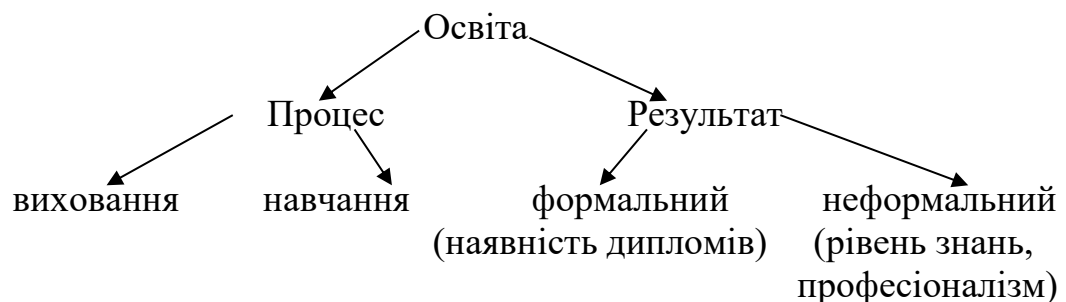 Освіта
Процес Результат
виховання навчання формальний неформальний
(наявність дипломів) (рівень знань,
професіоналізм)